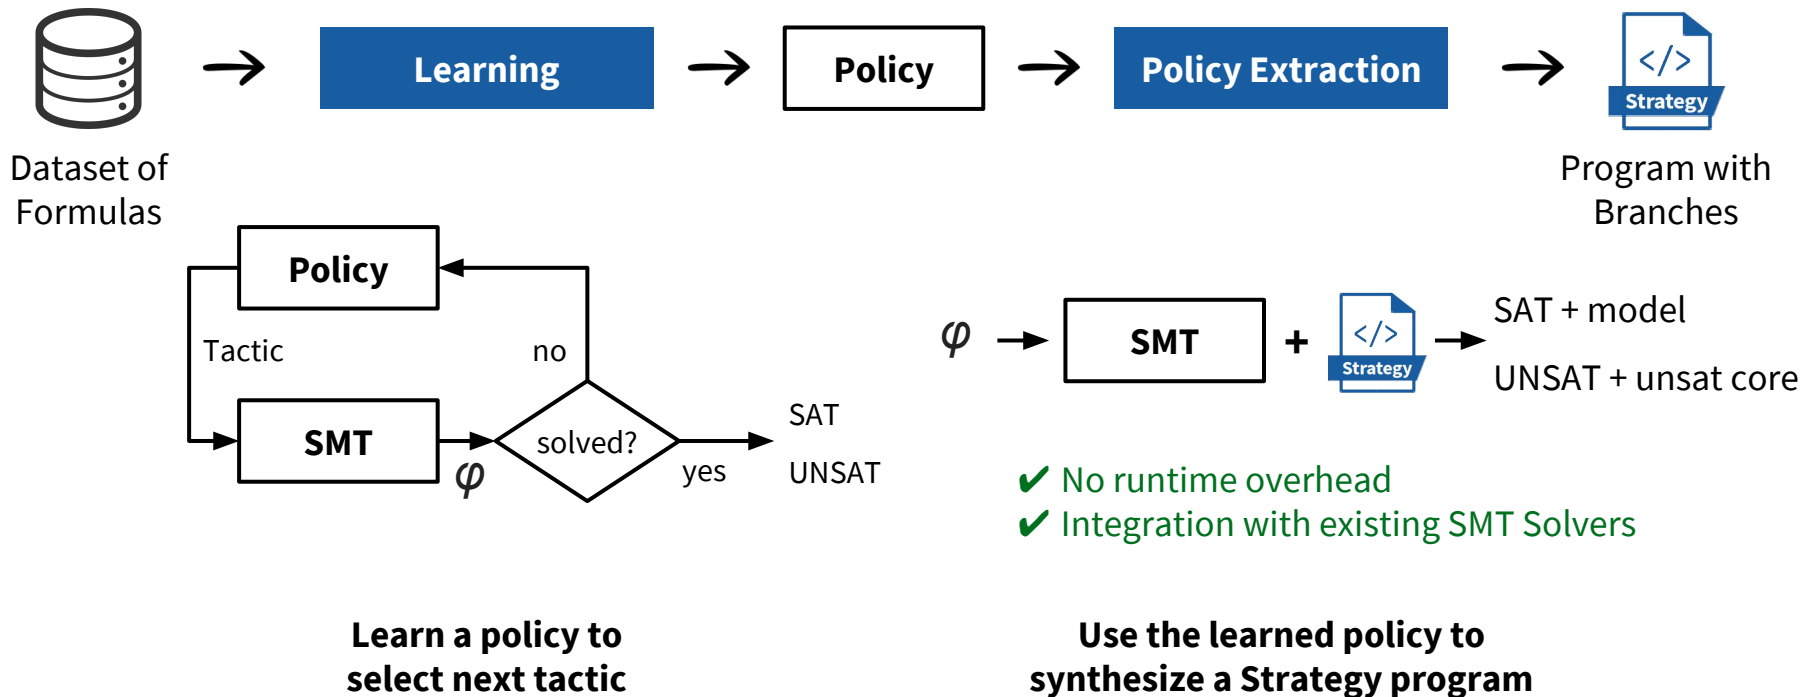 Learning
Policy
Policy Extraction
</>
Strategy
Dataset of
Formulas
Program with
Branches
Policy
Tactic
no
SMT
φ
solved?
yes
SAT
UNSAT
φ
SMT
+
</>
Strategy
SAT + model
UNSAT + unsat core
✔ No runtime overhead
✔ Integration with existing SMT Solvers
Learn a policy to
select next tactic
Use the learned policy to
synthesize a Strategy program